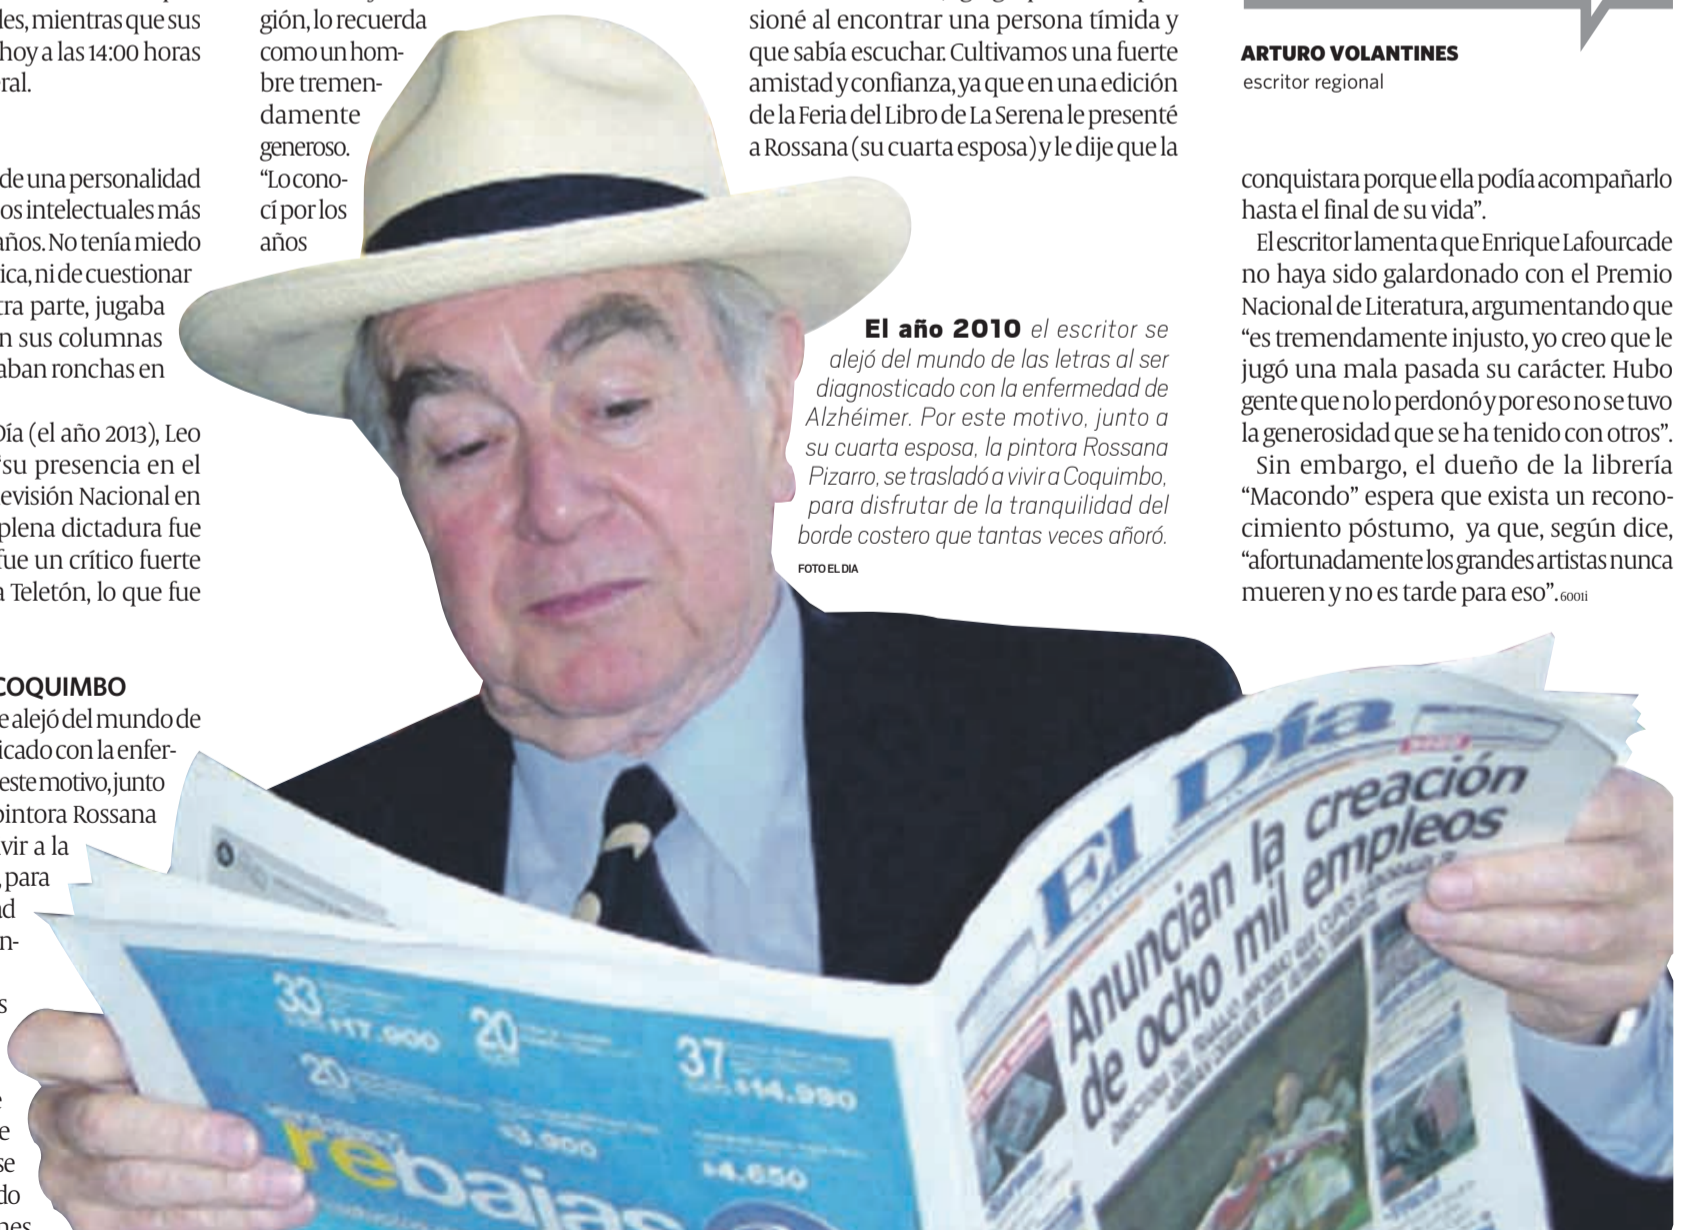 les, mientras que sus
hoy a las 14:00 horas
ral.
de una personalidad
os intelectuales más
años. No tenía miedo
ica, ni de cuestionar
tra parte, jugaba
n sus columnas
aban ronchas en
Día (el año 2013), Leo
“su presencia en el
levisión Nacional en
plena dictadura fue
fue un crítico fuerte
a Teletón, lo que fue
COQUIMBO
e alejó del mundo de
icado con la enfer-
este motivo, junto
pintora Rossana
vir a la
, para
ad
n-
s
e
e
se
do
nes
gión, lo recuerda
como un hom-
bre tremen-
damente
generoso.
“Lo cono-
cí por los
años
sioné al encontrar una persona tímida y
que sabía escuchar. Cultivamos una fuerte
amistad y confianza, ya que en una edición
de la Feria del Libro de La Serena le presenté
a Rossana (su cuarta esposa) y le dije que la
El año 2010 el escritor se
alejó del mundo de las letras al ser
diagnosticado con la enfermedad de
Alzhéimer. Por este motivo, junto a
su cuarta esposa, la pintora Rossana
Pizarro, se trasladó a vivir a Coquimbo,
para disfrutar de la tranquilidad del
borde costero que tantas veces añoró.
FOTO EL DIA
ARTURO VOLANTINES
escritor regional
conquistara porque ella podía acompañarlo
hasta el final de su vida”.
El escritor lamenta que Enrique Lafourcade
no haya sido galardonado con el Premio
Nacional de Literatura, argumentando que
“es tremendamente injusto, yo creo que le
jugó una mala pasada su carácter. Hubo
gente que no lo perdonó y por eso no se tuvo
la generosidad que se ha tenido con otros”.
Sin embargo, el dueño de la librería
“Macondo” espera que exista un recono-
cimiento póstumo, ya que, según dice,
“afortunadamente los grandes artistas nunca
mueren y no es tarde para eso”. 6001i
El Día
Anuncian la creación
de ocho mil empleos
33
$17.900
20
37
$14.990
20
$3.900
$4.650
rebajas